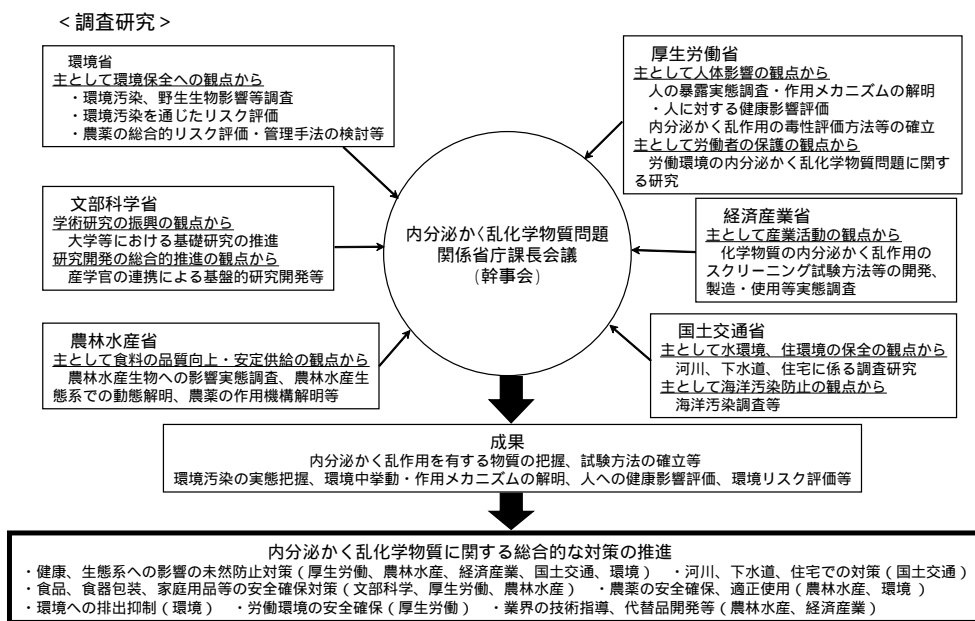 ＜調査研究＞
環境省
主として環境保全への観点から
・環境汚染、野生生物影響等調査
・環境汚染を通じたリスク評価
・農薬の総合的リスク評価・管理手法の検討等
文部科学省
学術研究の振興の観点から
大学等における基礎研究の推進
研究開発の総合的推進の観点から
産学官の連携による基盤的研究開発等
農林水産省
主として食料の品質向上・安定供給の観点から
農林水産生物への影響実態調査、農林水産生
態系での動態解明、農薬の作用機構解明等
内分泌かく乱化学物質問題
関係省庁課長会議
(幹事会)
厚生労働省
主として人体影響の観点から
人の暴露実態調査・作用メカニズムの解明
・人に対する健康影響評価
内分泌かく乱作用の毒性評価方法等の確立
主として労働者の保護の観点から
労働環境の内分泌かく乱化学物質問題に関す
る研究
経済産業省
主として産業活動の観点から
化学物質の内分泌かく乱作用の
スクリーニング試験方法等の開発、
製造・使用等実態調査
国土交通省
主として水環境、住環境の保全の観点から
河川、下水道、住宅に係る調査研究
主として海洋汚染防止の観点から
海洋汚染調査等
成果
内分泌かく乱作用を有する物質の把握、試験方法の確立等
環境汚染の実態把握、環境中挙動・作用メカニズムの解明、人への健康影響評価、環境リスク評価等
内分泌かく乱化学物質に関する総合的な対策の推進
・健康、生態系への影響の未然防止対策（厚生労働、農林水産、経済産業、国土交通、環境）　・河川、下水道、住宅での対策（国土交通）
・食品、食器包装、家庭用品等の安全確保対策（文部科学、厚生労働、農林水産）　・農薬の安全確保、適正使用（農林水産、環境）
・環境への排出抑制（環境）　・労働環境の安全確保（厚生労働）　・業界の技術指導、代替品開発等（農林水産、経済産業）